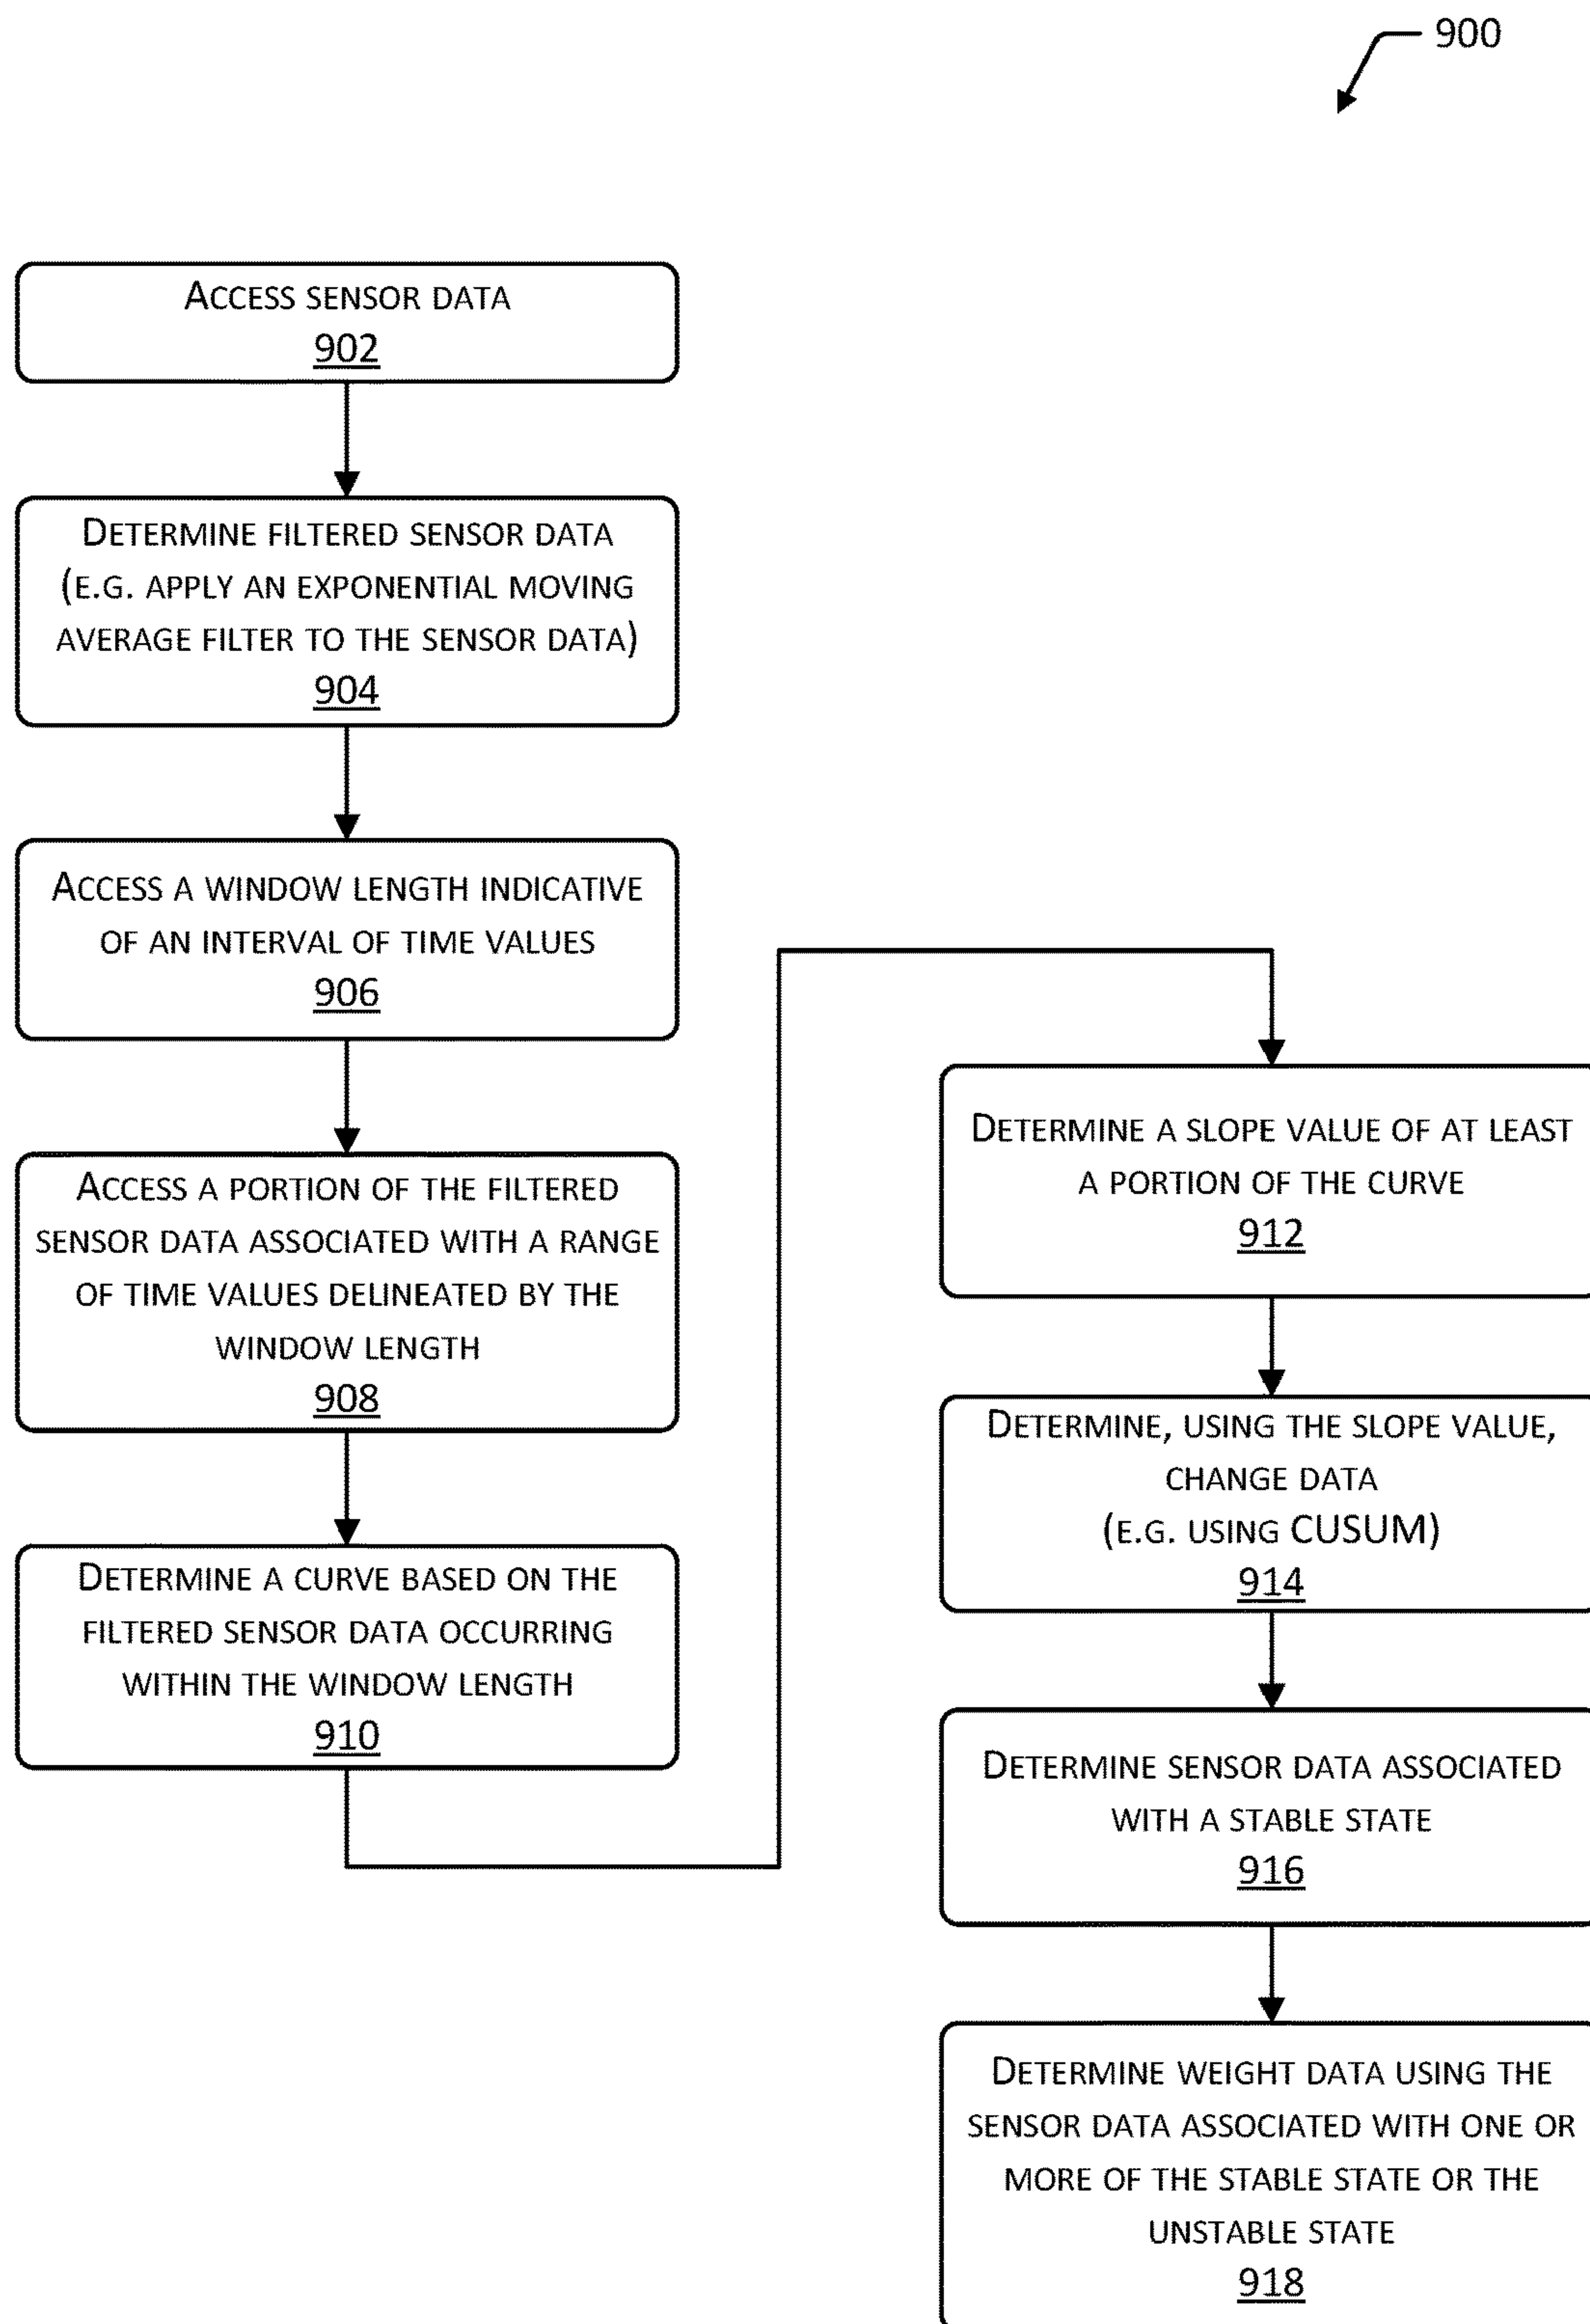 900
ACCESS SENSOR DATA
902
DETERMINE FILTERED SENSOR DATA
(E.G. APPLY AN EXPONENTIAL MOVING
AVERAGE FILTER TO THE SENSOR DATA)
904
ACCESS A WINDOW LENGTH INDICATIVE
OF AN INTERVAL OF TIME VALUES
906
ACCESS A PORTION OF THE FILTERED
SENSOR DATA ASSOCIATED WITH A RANGE
OF TIME VALUES DELINEATED BY THE
WINDOW LENGTH
908
DETERMINE A CURVE BASED ON THE
FILTERED SENSOR DATA OCCURRING
WITHIN THE WINDOW LENGTH
910
DETERMINE A SLOPE VALUE OF AT LEAST
A PORTION OF THE CURVE
912
DETERMINE, USING THE SLOPE VALUE,
CHANGE DATA
(E.G. USING CUSUM)
914
DETERMINE SENSOR DATA ASSOCIATED
WITH A STABLE STATE
916
DETERMINE WEIGHT DATA USING THE
SENSOR DATA ASSOCIATED WITH ONE OR
MORE OF THE STABLE STATE OR THE
UNSTABLE STATE
918